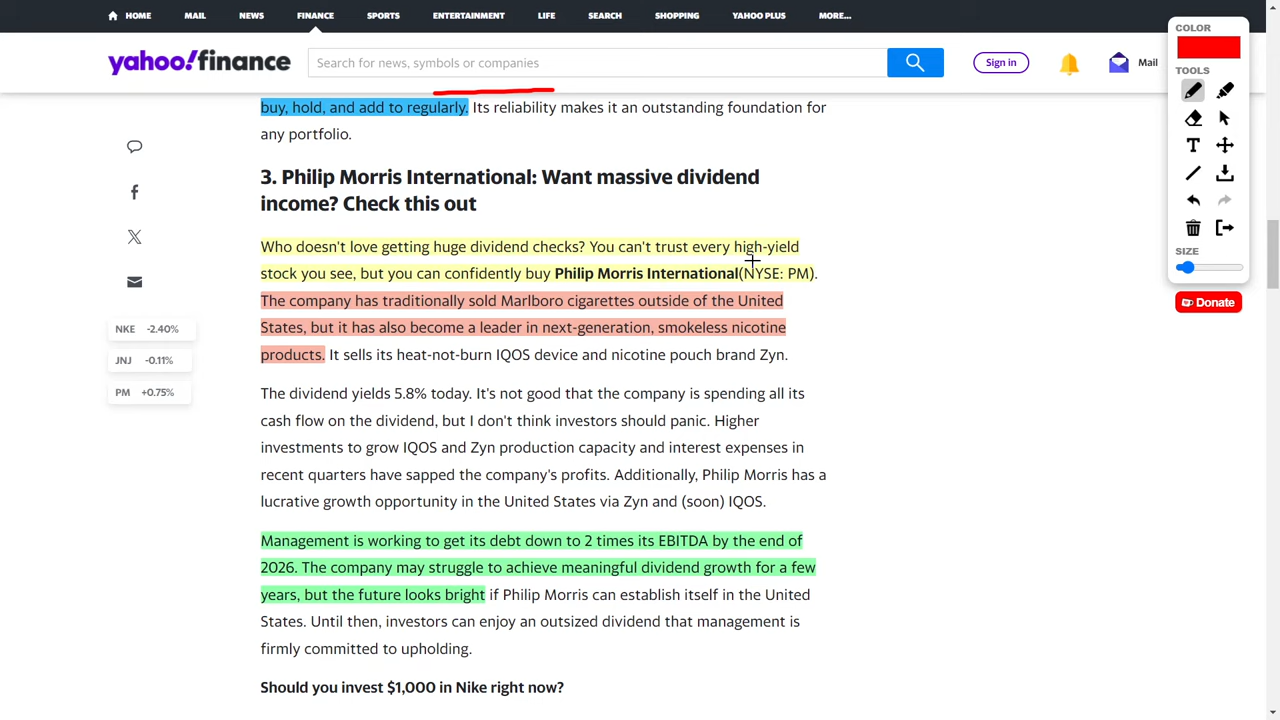 HOME MAIL NEWS FINANCE SPORTS ENTERTAINMENT LIFE SEARCH SHOPPING YAHOO PLUS MORE...
yahoo!finance
Search for news, symbols or companies
Sign in
Mail
COLOR
TOOLS
T
SIZE
Donate
buy, hold, and add to regularly. Its reliability makes it an outstanding foundation for
any portfolio.
3. Philip Morris International: Want massive dividend
income? Check this out
Who doesn't love getting huge dividend checks? You can't trust every high-yield
stock you see, but you can confidently buy Philip Morris International(NYSE: PM).
The company has traditionally sold Marlboro cigarettes outside of the United
States, but it has also become a leader in next-generation, smokeless nicotine
products. It sells its heat-not-burn IQOS device and nicotine pouch brand Zyn.
NKE -2.40%
JNJ -0.11%
PM +0.75%
The dividend yields 5.8% today. It's not good that the company is spending all its
cash flow on the dividend, but I don't think investors should panic. Higher
investments to grow IQOS and Zyn production capacity and interest expenses in
recent quarters have sapped the company's profits. Additionally, Philip Morris has a
lucrative growth opportunity in the United States via Zyn and (soon) IQOS.
Management is working to get its debt down to 2 times its EBITDA by the end of
2026. The company may struggle to achieve meaningful dividend growth for a few
years, but the future looks bright if Philip Morris can establish itself in the United
States. Until then, investors can enjoy an outsized dividend that management is
firmly committed to upholding.
Should you invest $1,000 in Nike right now?